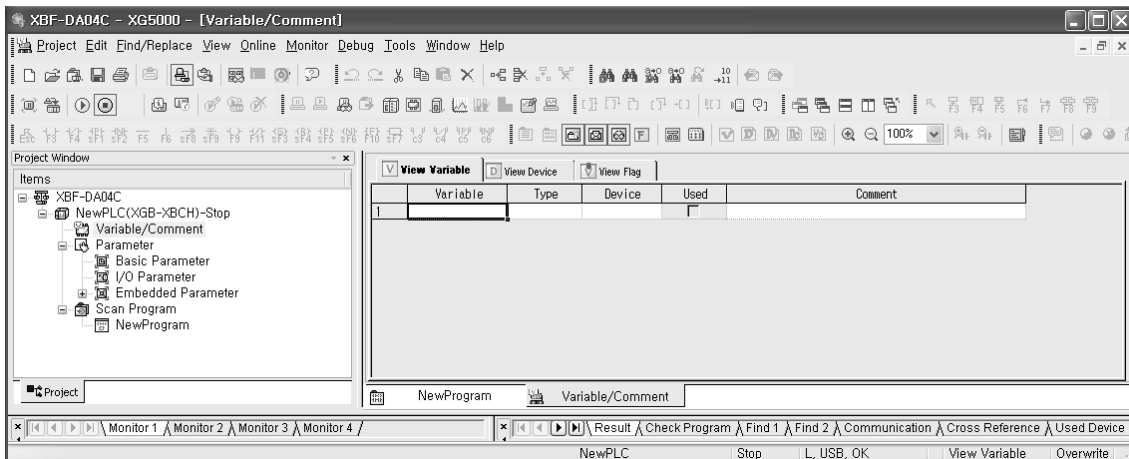 XBF-DA04C - XG5000 - [Variable/Comment]
Project Edit Find/Replace View Online Monitor Debug Tools Window Help
100%
Project Window
Items
XBF-DA04C
NewPLC(XGB-XBCH)-Stop
Variable/Comment
Parameter
Basic Parameter
I/O Parameter
Embedded Parameter
Scan Program
NewProgram
Project
V View Variable D View Device View Flag
Variable Type Device Used Comment
1
NewProgram Variable/Comment
Monitor 1 Monitor 2 Monitor 3 Monitor 4
Result Check Program Find 1 Find 2 Communication Cross Reference Used Device
NewPLC Stop L, USB, OK View Variable Overwrite